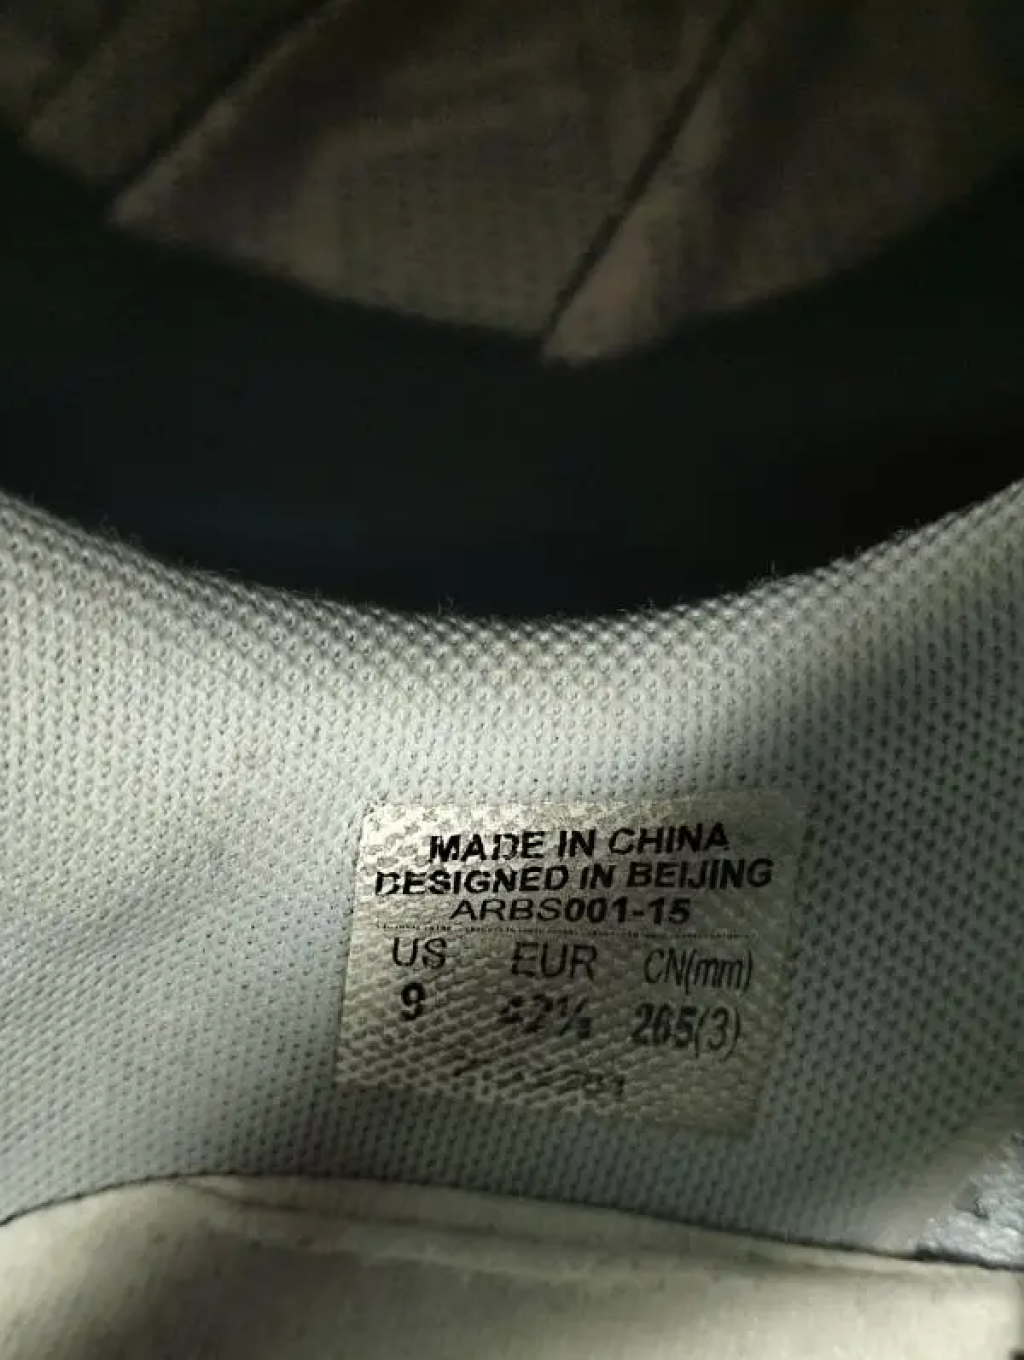 MADE IN CHINA
DESIGNED IN BEIJING
ARBS001-15
US EUR CN(mm)
9 42⅔ 265(3)